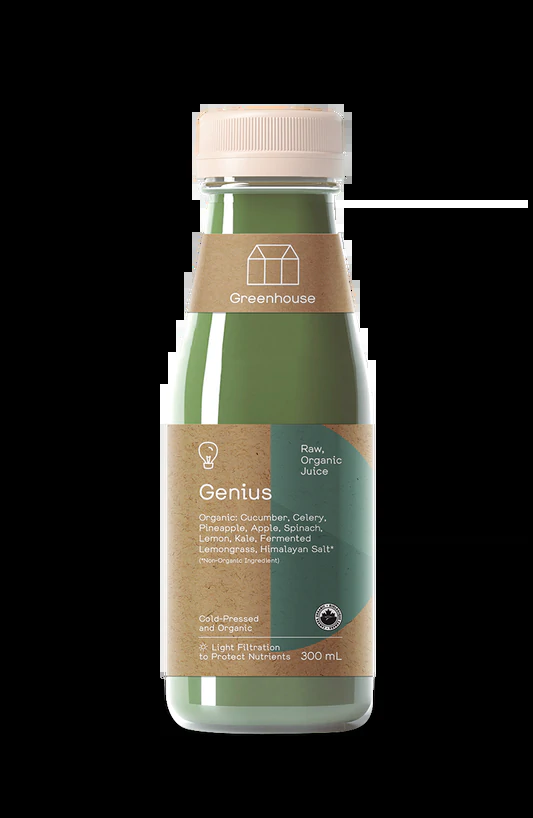 Greenhouse
Raw,
Organic
Juice
Genius
Organic: Cucumber, Celery,
Pineapple, Apple, Spinach,
Lemon, Kale, Fermented
Lemongrass, Himalayan Salt*
(*Non-Organic Ingredient)
Cold-Pressed
and Organic
Light Filtration
to Protect Nutrients
300 mL